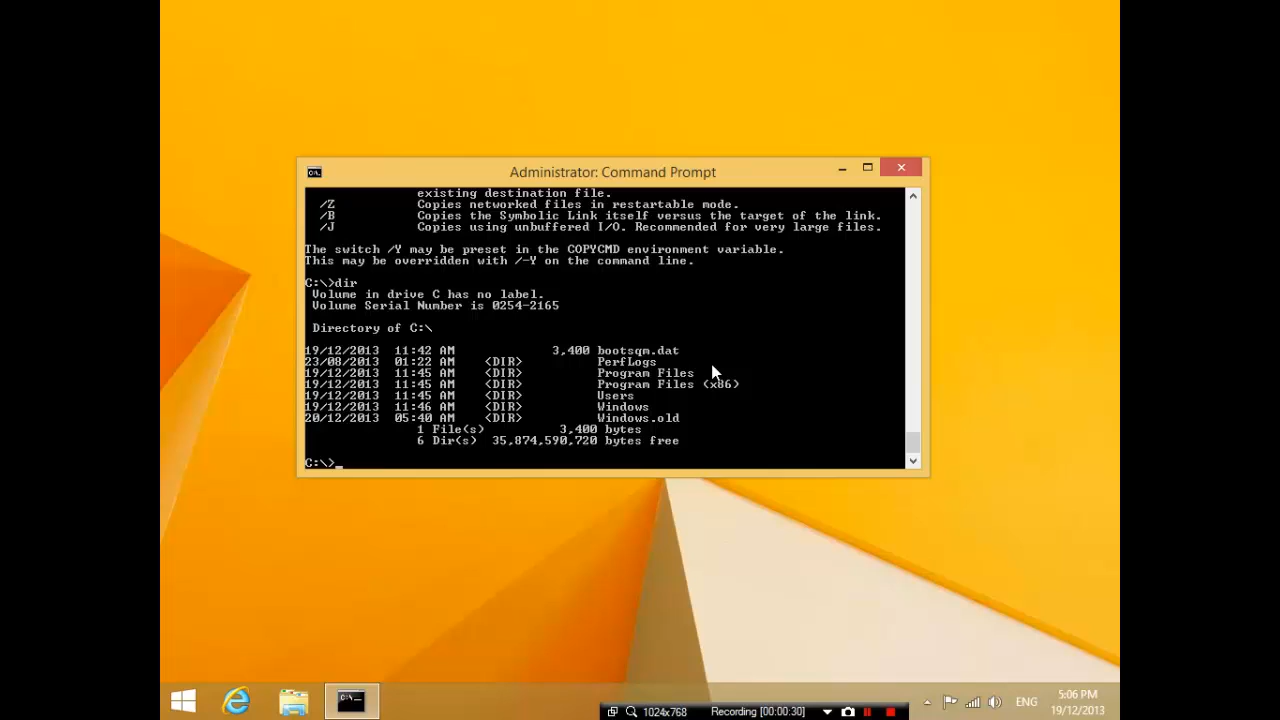 Administrator: Command Prompt
existing destination file.
/Z Copies networked files in restartable mode.
/B Copies the Symbolic Link itself versus the target of the link.
/J Copies using unbuffered I/O. Recommended for very large files.
The switch /Y may be preset in the COPYCMD environment variable.
This may be overridden with /-Y on the command line.
C:\>dir
Volume in drive C has no label.
Volume Serial Number is 0254-2165
Directory of C:\
19/12/2013 11:42 AM 3,400 bootsqm.dat
23/08/2013 01:22 AM <DIR> PerfLogs
19/12/2013 11:45 AM <DIR> Program Files
19/12/2013 11:45 AM <DIR> Program Files (x86)
19/12/2013 11:45 AM <DIR> Users
19/12/2013 11:46 AM <DIR> Windows
20/12/2013 05:40 AM <DIR> Windows.old
1 File(s) 3,400 bytes
6 Dir(s) 35,874,590,720 bytes free
C:\>_
1024x768 Recording [00:00:30]
ENG
5:06 PM
19/12/2013